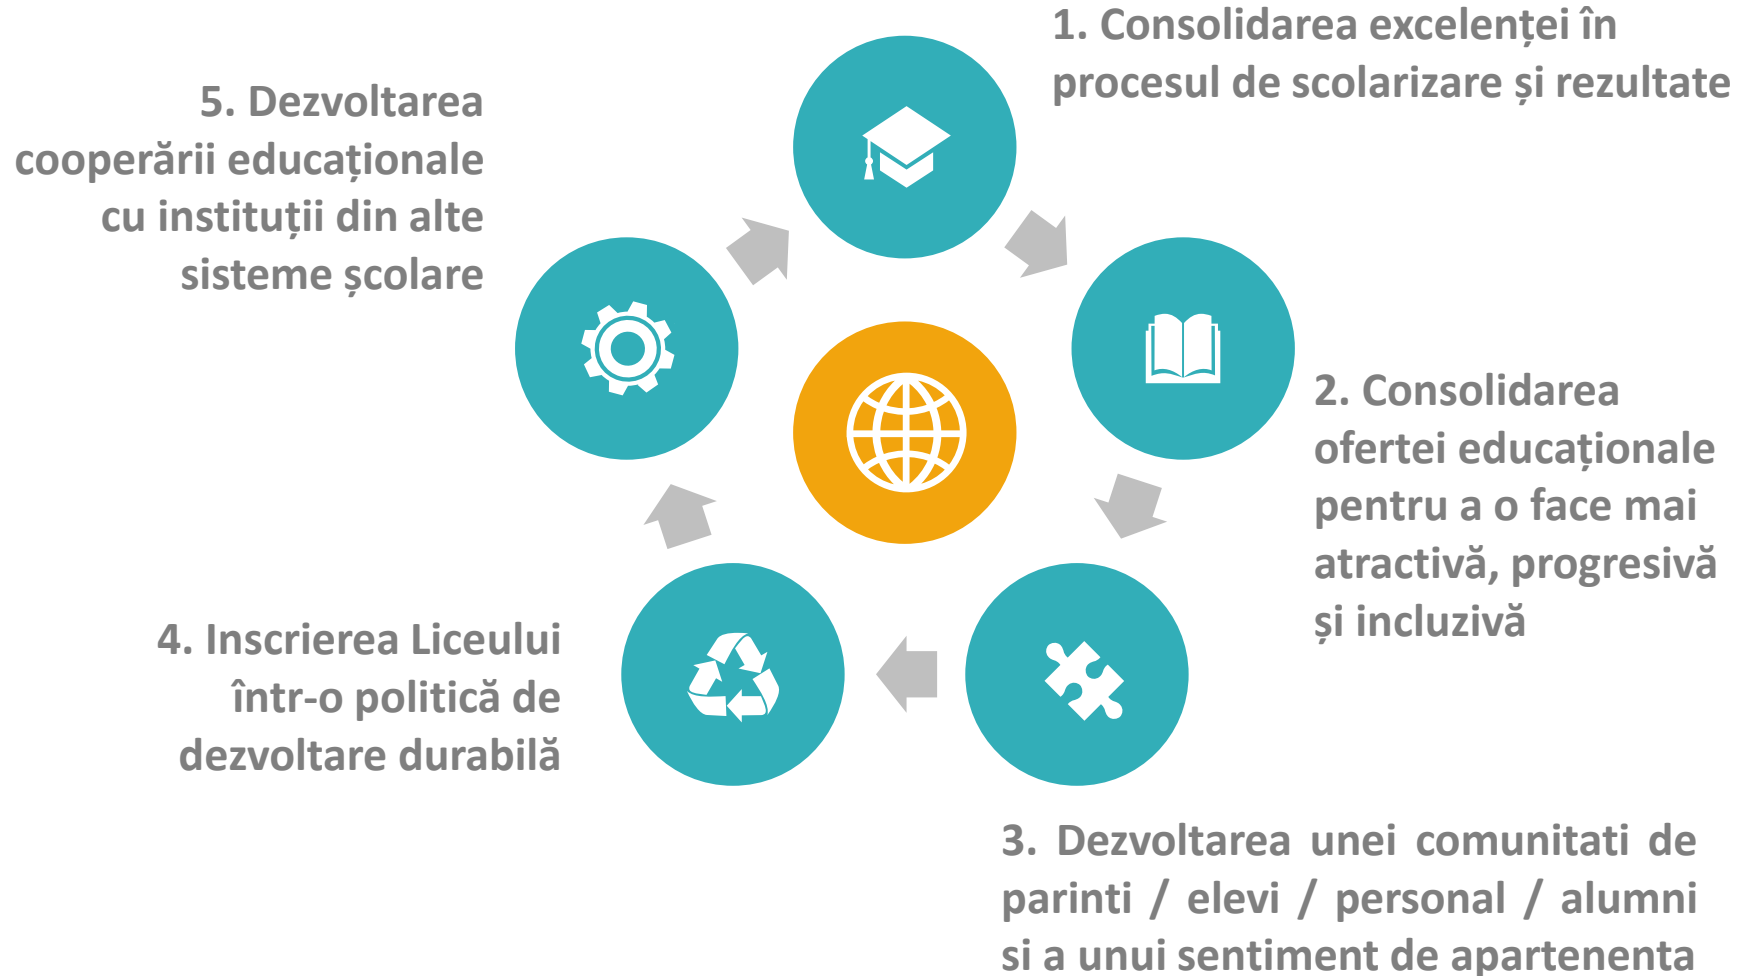 1. Consolidarea excelenței în
procesul de scolarizare și rezultate
2. Consolidarea
ofertei educaționale
pentru a o face mai
atractivă, progresivă
și incluzivă
3. Dezvoltarea unei comunitati de
parinti / elevi / personal / alumni
si a unui sentiment de apartenenta
4. Inscrierea Liceului
într-o politică de
dezvoltare durabilă
5. Dezvoltarea
cooperării educaționale
cu instituții din alte
sisteme școlare